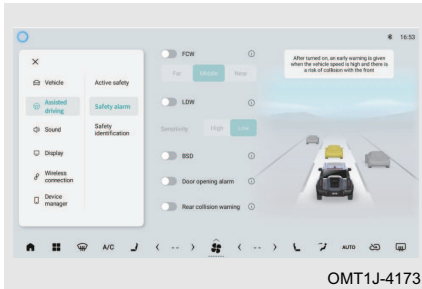 16:53
Vehicle
Assisted
driving
Sound
Display
Wireless
connection
Device
manager
Active safety
Safety alarm
Safety
identification
FCW
Far Middle Near
LDW
Sensitivity High Low
BSD
Door opening alarm
Rear collision warning
After turned on, an early warning is given
when the vehicle speed is high and there is
a risk of collision with the front
A/C
< -- > < -- >
AUTO
OMT1J-4173